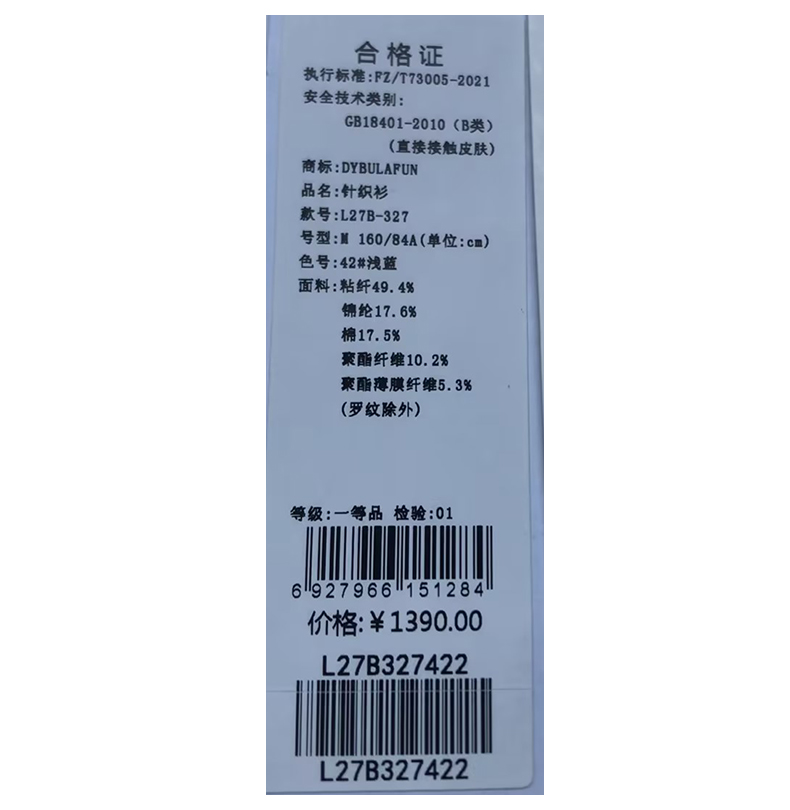 合格证
执行标准:FZ/T73005-2021
安全技术类别:
GB18401-2010（B类）
(直接接触皮肤)
商标:DYBULAFUN
品名:针织衫
款号:L27B-327
号型:M 160/84A(单位:cm)
色号:42#浅蓝
面料:粘纤49.4%
锦纶17.6%
棉17.5%
聚酯纤维10.2%
聚酯薄膜纤维5.3%
(罗纹除外)
等级:一等品 检验:01
6 927966 151284
价格:￥1390.00
L27B327422
L27B327422